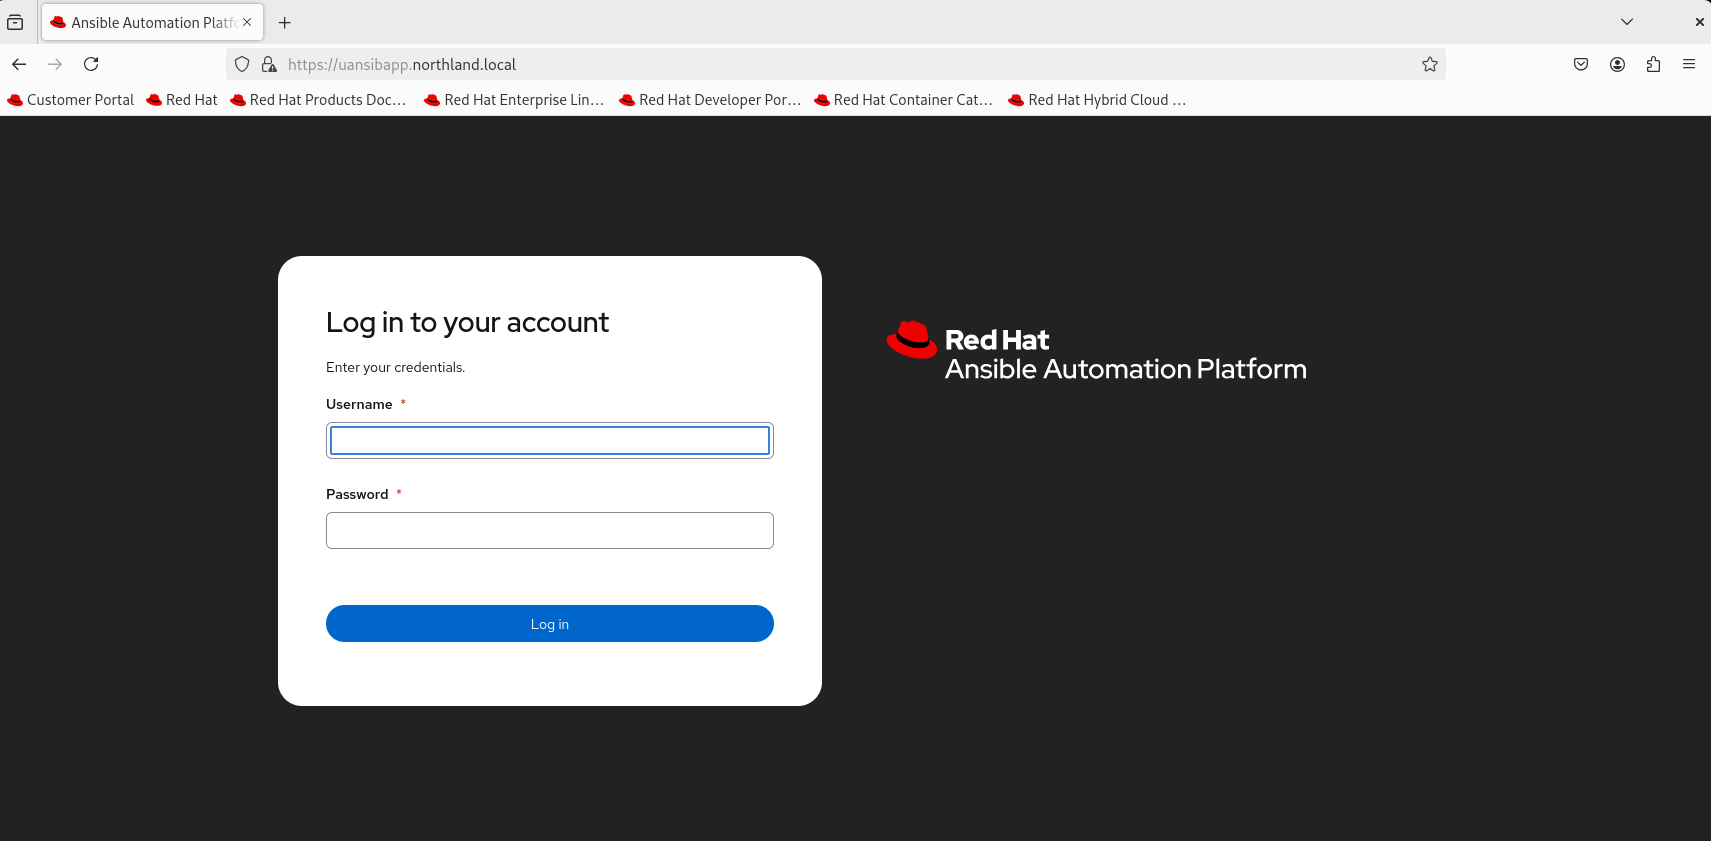 Ansible Automation Platf
https://uansibapp.northland.local
Customer Portal Red Hat Red Hat Products Doc… Red Hat Enterprise Lin… Red Hat Developer Por… Red Hat Container Cat… Red Hat Hybrid Cloud …
Log in to your account
Enter your credentials.
Username *
Password *
Log in
Red Hat
Ansible Automation Platform